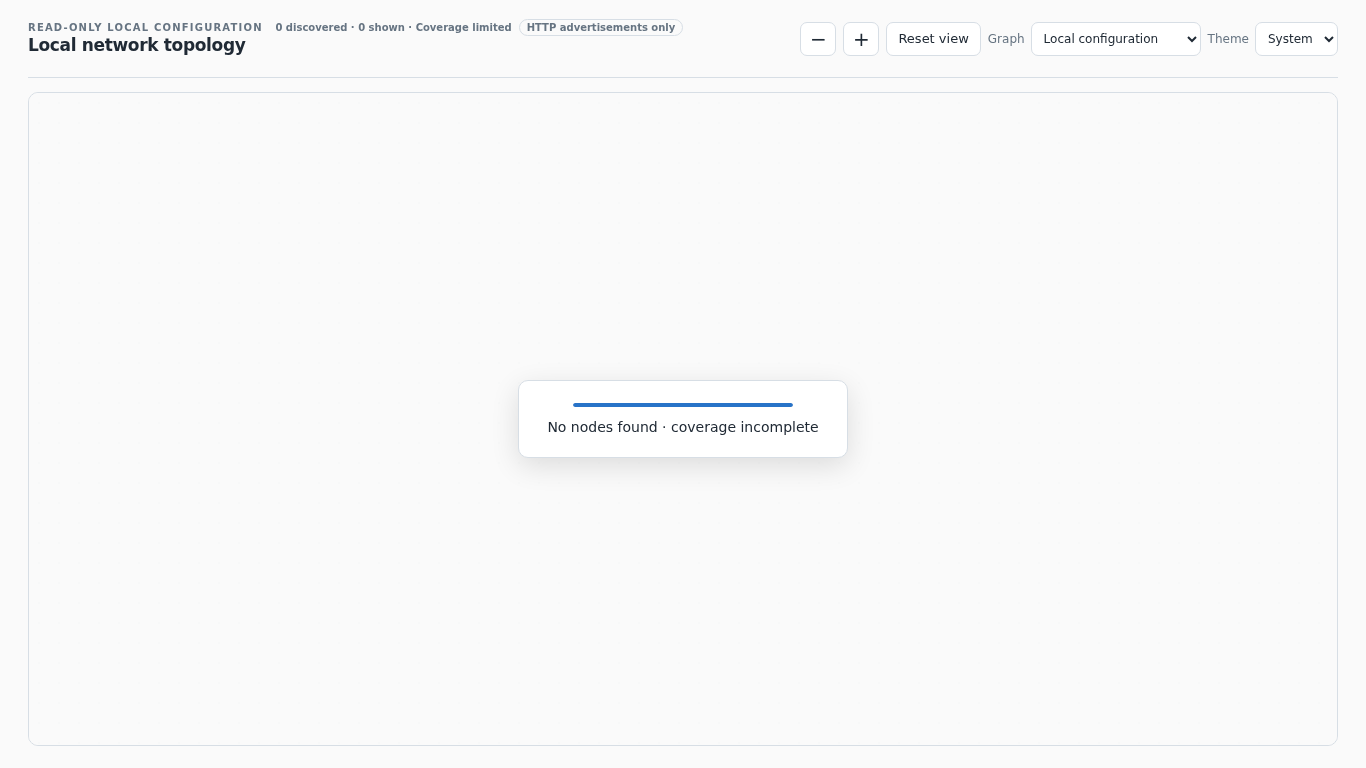 READ-ONLY LOCAL CONFIGURATION 0 discovered · 0 shown · Coverage limited HTTP advertisements only
Local network topology
− + Reset view Graph Local configuration Theme System
No nodes found · coverage incomplete